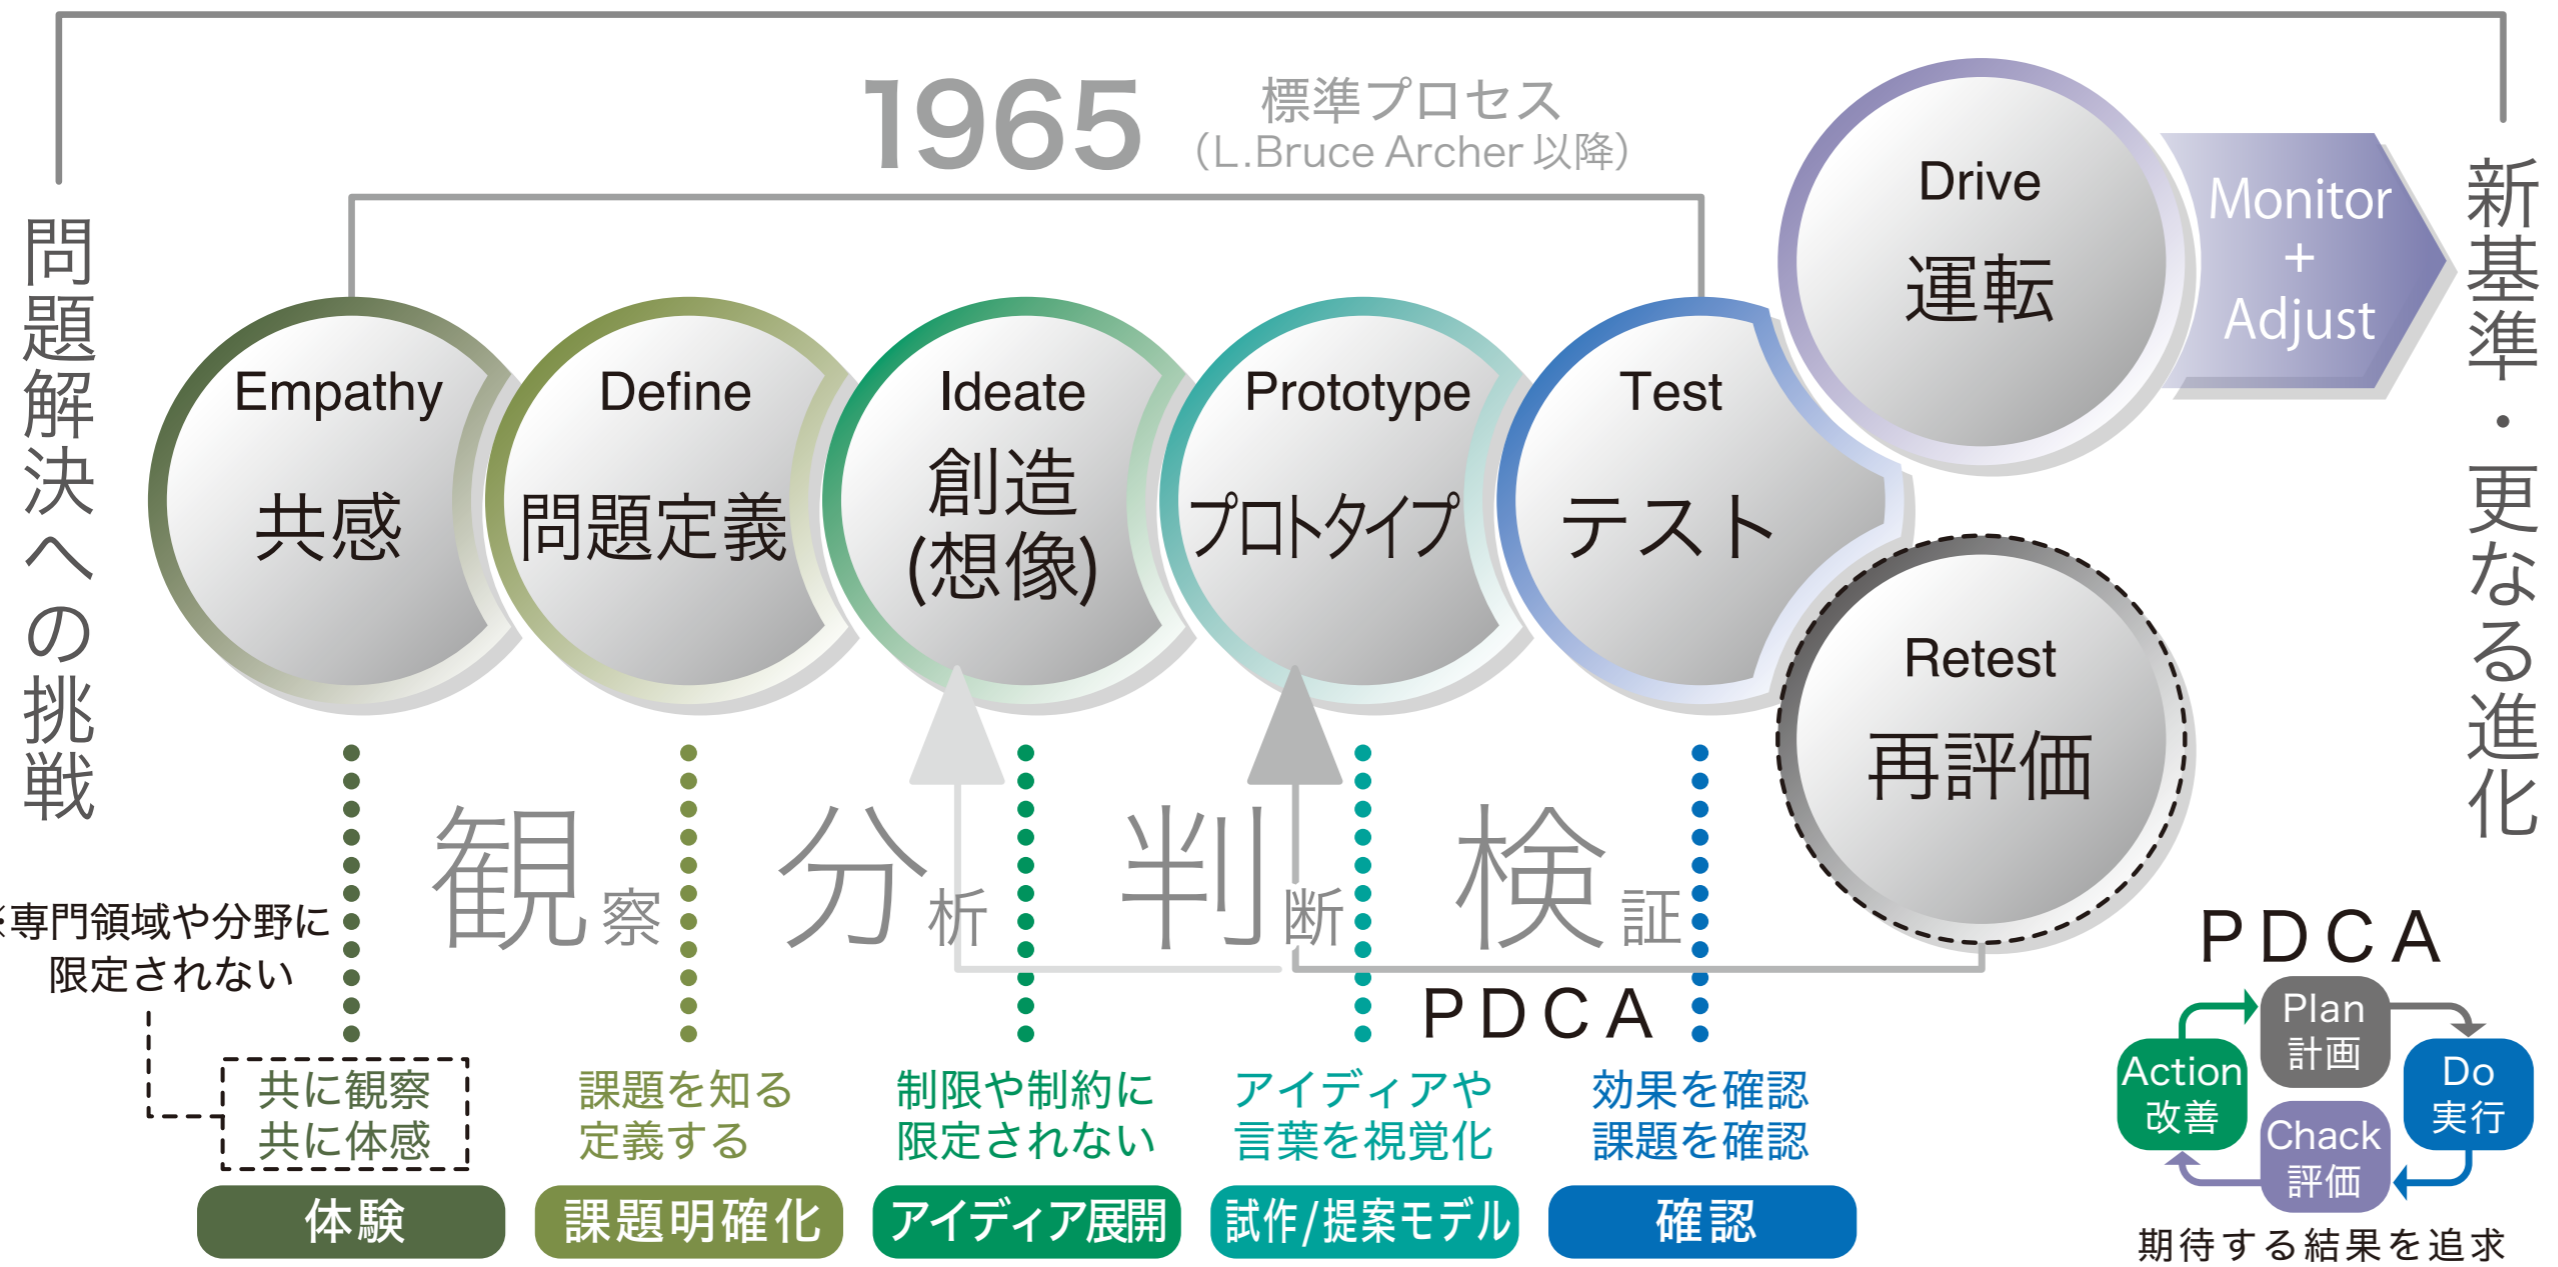 1965
標準プロセス
（L.Bruce Archer 以降）
問題解決への挑戦
Empathy
共感
Define
問題定義
Ideate
創造
(想像)
Prototype
プロトタイプ
Test
テスト
Drive
運転
Monitor
+
Adjust
新基準・更なる進化
Retest
再評価
観察
分析
判断
検証
※専門領域や分野に
限定されない
PDCA
共に観察
共に体感
課題を知る
定義する
制限や制約に
限定されない
アイディアや
言葉を視覚化
効果を確認
課題を確認
体験
課題明確化
アイディア展開
試作/提案モデル
確認
PDCA
Plan
計画
Do
実行
Chack
評価
Action
改善
期待する結果を追求